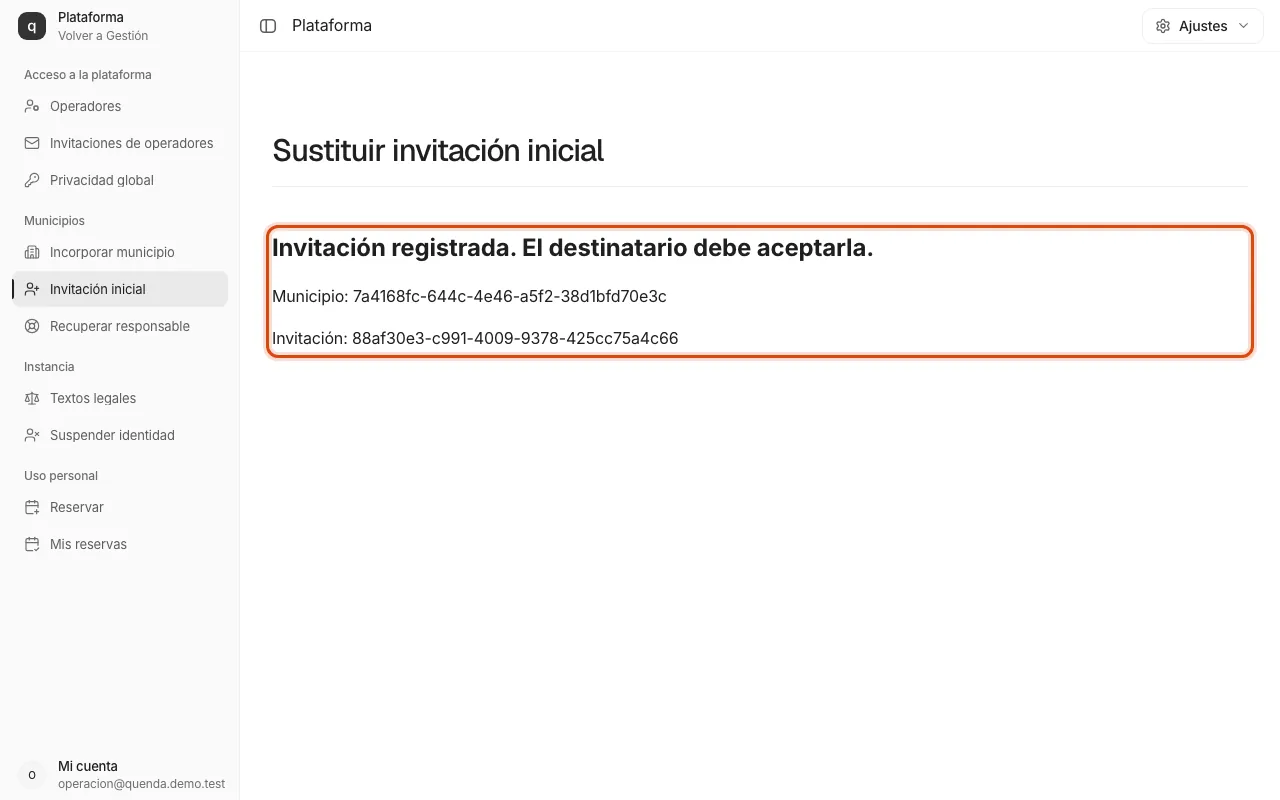 q
Plataforma
Volver a Gestión
Acceso a la plataforma
Operadores
Invitaciones de operadores
Privacidad global
Municipios
Incorporar municipio
Invitación inicial
Recuperar responsable
Instancia
Textos legales
Suspender identidad
Uso personal
Reservar
Mis reservas
O
Mi cuenta
operacion@quenda.demo.test
Plataforma
Ajustes
Sustituir invitación inicial
Invitación registrada. El destinatario debe aceptarla.
Municipio: 7a4168fc-644c-4e46-a5f2-38d1bfd70e3c
Invitación: 88af30e3-c991-4009-9378-425cc75a4c66